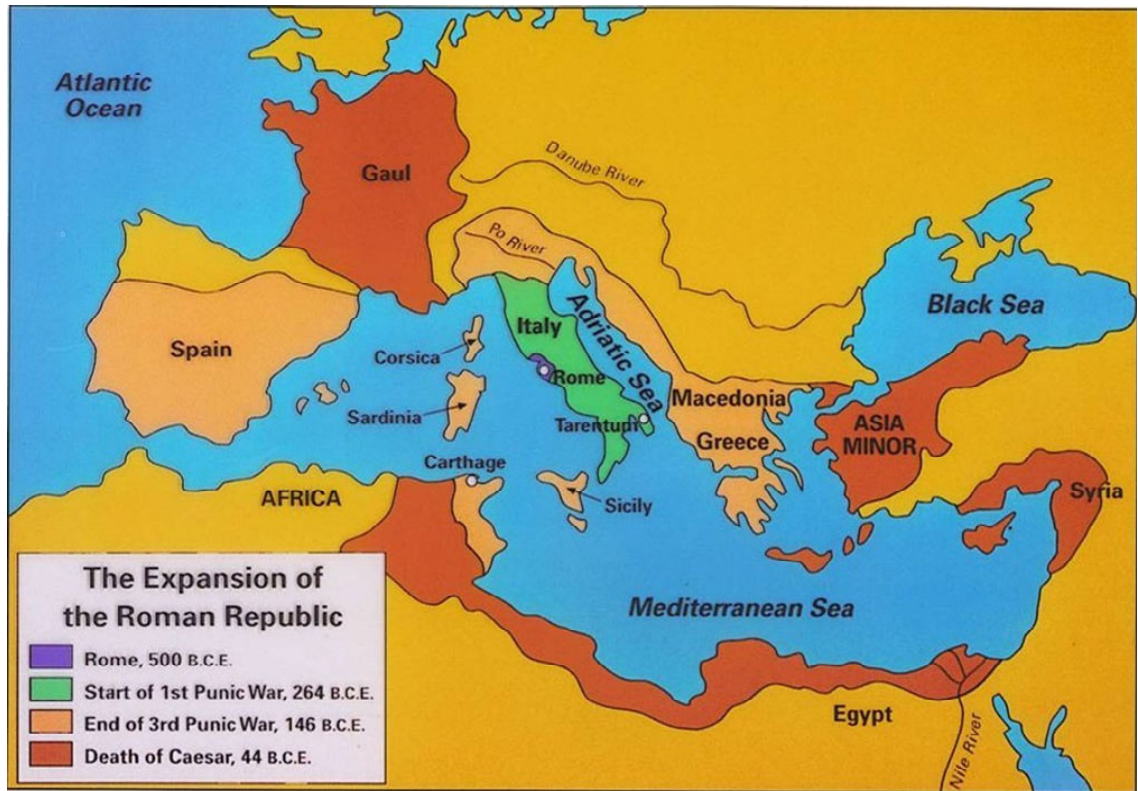 Atlantic
Ocean
Gaul
Danube River
Po River
Black Sea
Adriatic Sea
Italy
Spain
Corsica
Rome
Macedonia
Sardinia
Tarentum
ASIA
MINOR
Greece
Carthage
AFRICA
Sicily
Syria
Mediterranean Sea
Egypt
Nile River
The Expansion of
the Roman Republic
Rome, 500 B.C.E.
Start of 1st Punic War, 264 B.C.E.
End of 3rd Punic War, 146 B.C.E.
Death of Caesar, 44 B.C.E.